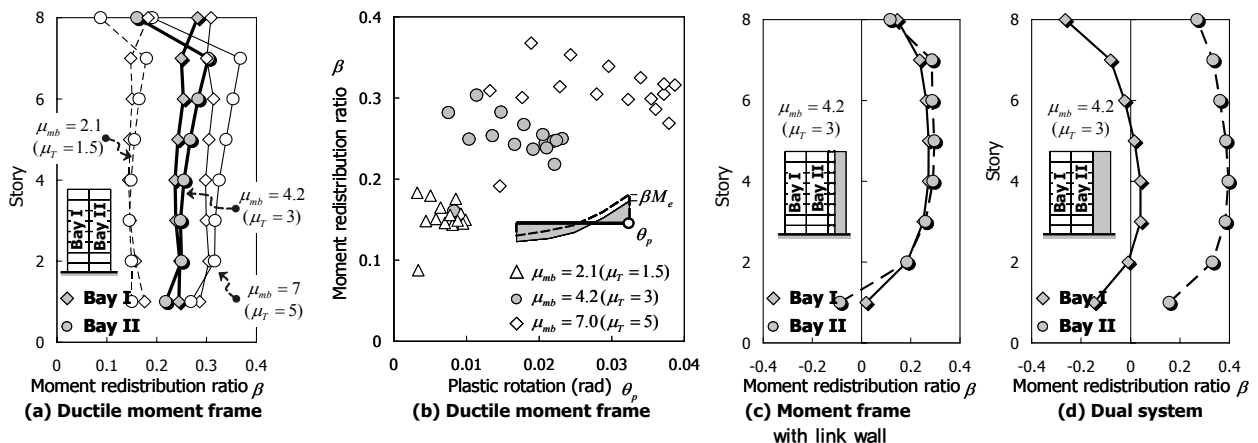 8
6
4
2
0
Story
μmb = 2.1
(μT = 1.5)
μmb = 4.2
(μT = 3)
μmb = 7
(μT = 5)
Bay I
Bay II
Bay I
Bay II
0 0.1 0.2 0.3 0.4
Moment redistribution ratio β
(a) Ductile moment frame
0.4
0.3
0.2
0.1
0
β
Moment redistribution ratio
βMe
θp
μmb = 2.1(μT = 1.5)
μmb = 4.2(μT = 3)
μmb = 7.0(μT = 5)
0 0.01 0.02 0.03 0.04
Plastic rotation (rad) θp
(b) Ductile moment frame
8
6
4
2
0
Story
μmb = 4.2
(μT = 3)
Bay I
Bay II
Bay I
Bay II
-0.4 -0.2 0 0.2 0.4
Moment redistribution ratio β
(c) Moment frame
with link wall
8
6
4
2
0
Story
μmb = 4.2
(μT = 3)
Bay I
Bay II
Bay I
Bay II
-0.4 -0.2 0 0.2 0.4
Moment redistribution ratio β
(d) Dual system